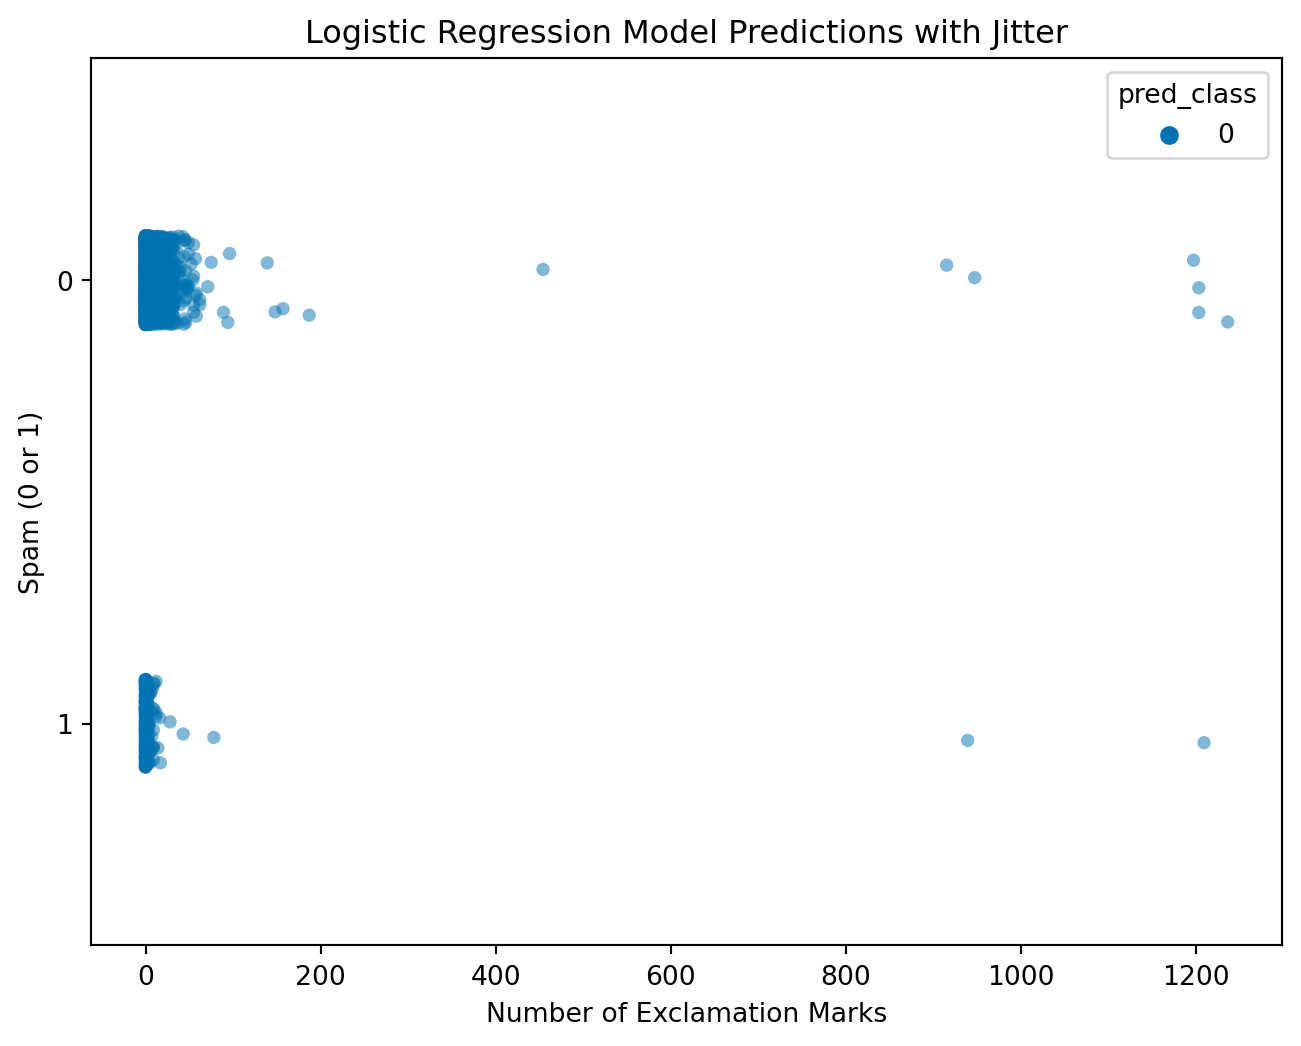 Logistic Regression Model Predictions with Jitter
pred_class
0
0
Spam (0 or 1)
1
0 200 400 600 800 1000 1200
Number of Exclamation Marks